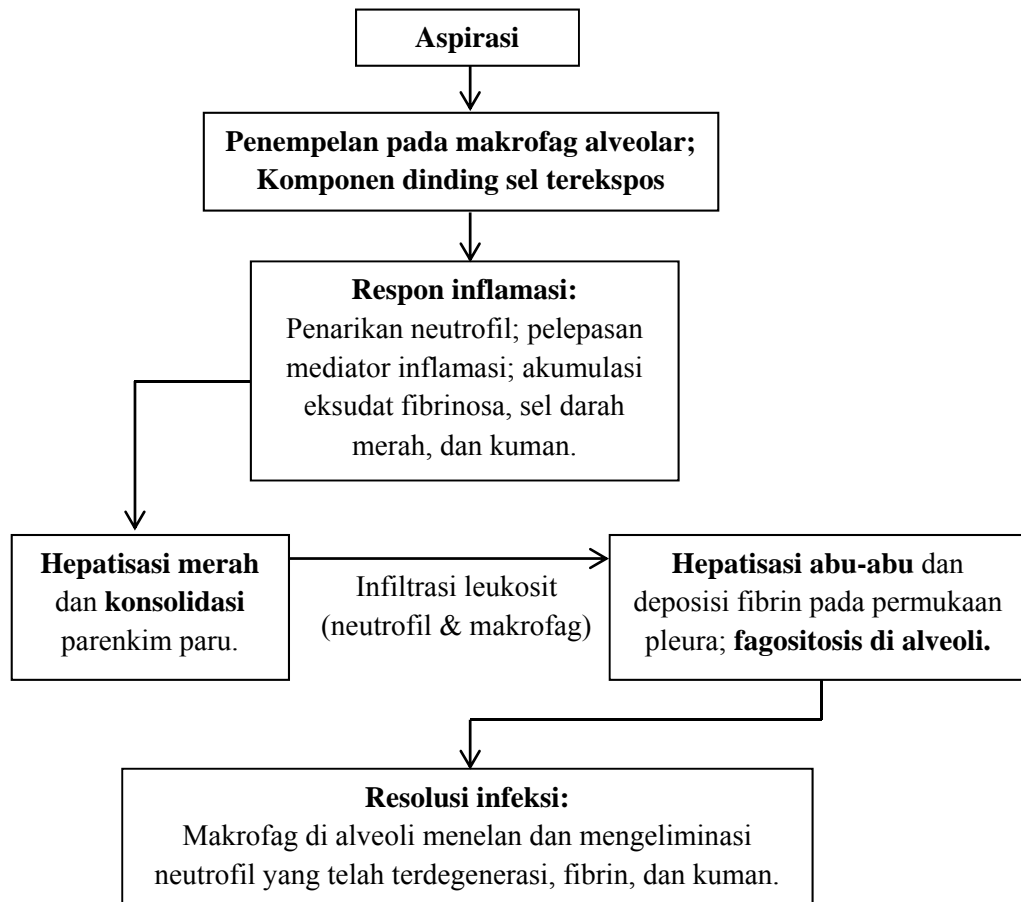 Aspirasi
Penempelan pada makrofag alveolar;
Komponen dinding sel terekspos
Respon inflamasi:
Penarikan neutrofil; pelepasan
mediator inflamasi; akumulasi
eksudat fibrinosa, sel darah
merah, dan kuman.
Hepatisasi merah
dan konsolidasi
parenkim paru.
Infiltrasi leukosit
(neutrofil & makrofag)
Hepatisasi abu-abu dan
deposisi fibrin pada permukaan
pleura; fagositosis di alveoli.
Resolusi infeksi:
Makrofag di alveoli menelan dan mengeliminasi
neutrofil yang telah terdegenerasi, fibrin, dan kuman.